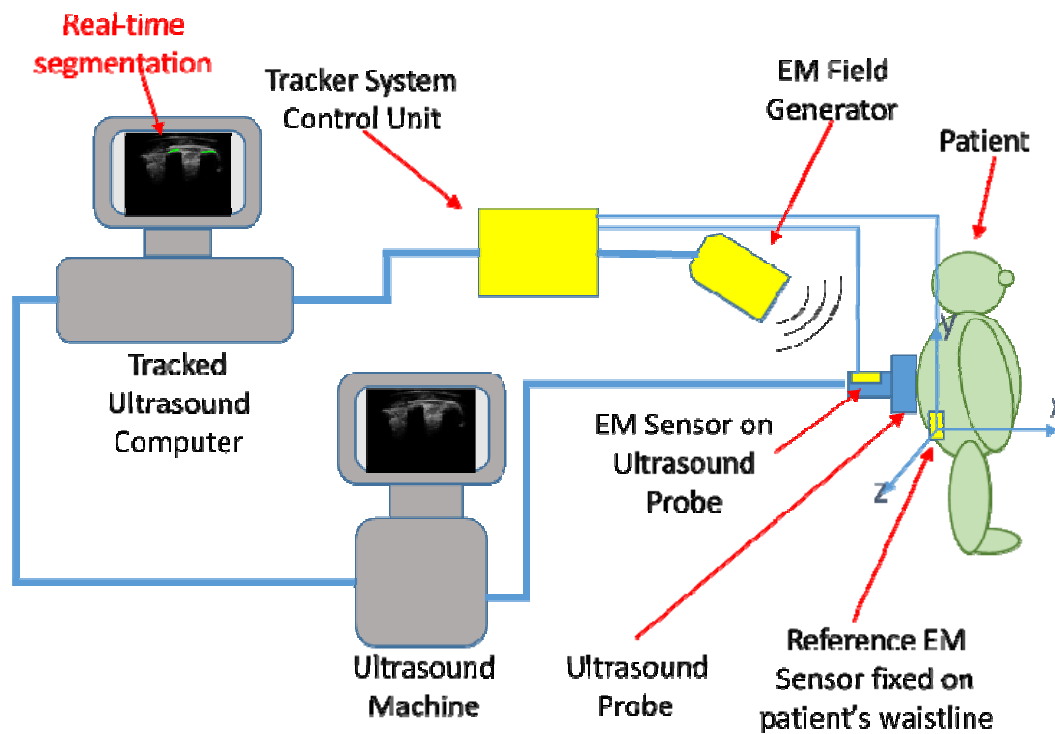 Real-time
segmentation
Tracker System
Control Unit
EM Field
Generator
Patient
y
x
z
Tracked
Ultrasound
Computer
EM Sensor on
Ultrasound
Probe
Ultrasound
Machine
Ultrasound
Probe
Reference EM
Sensor fixed on
patient's waistline